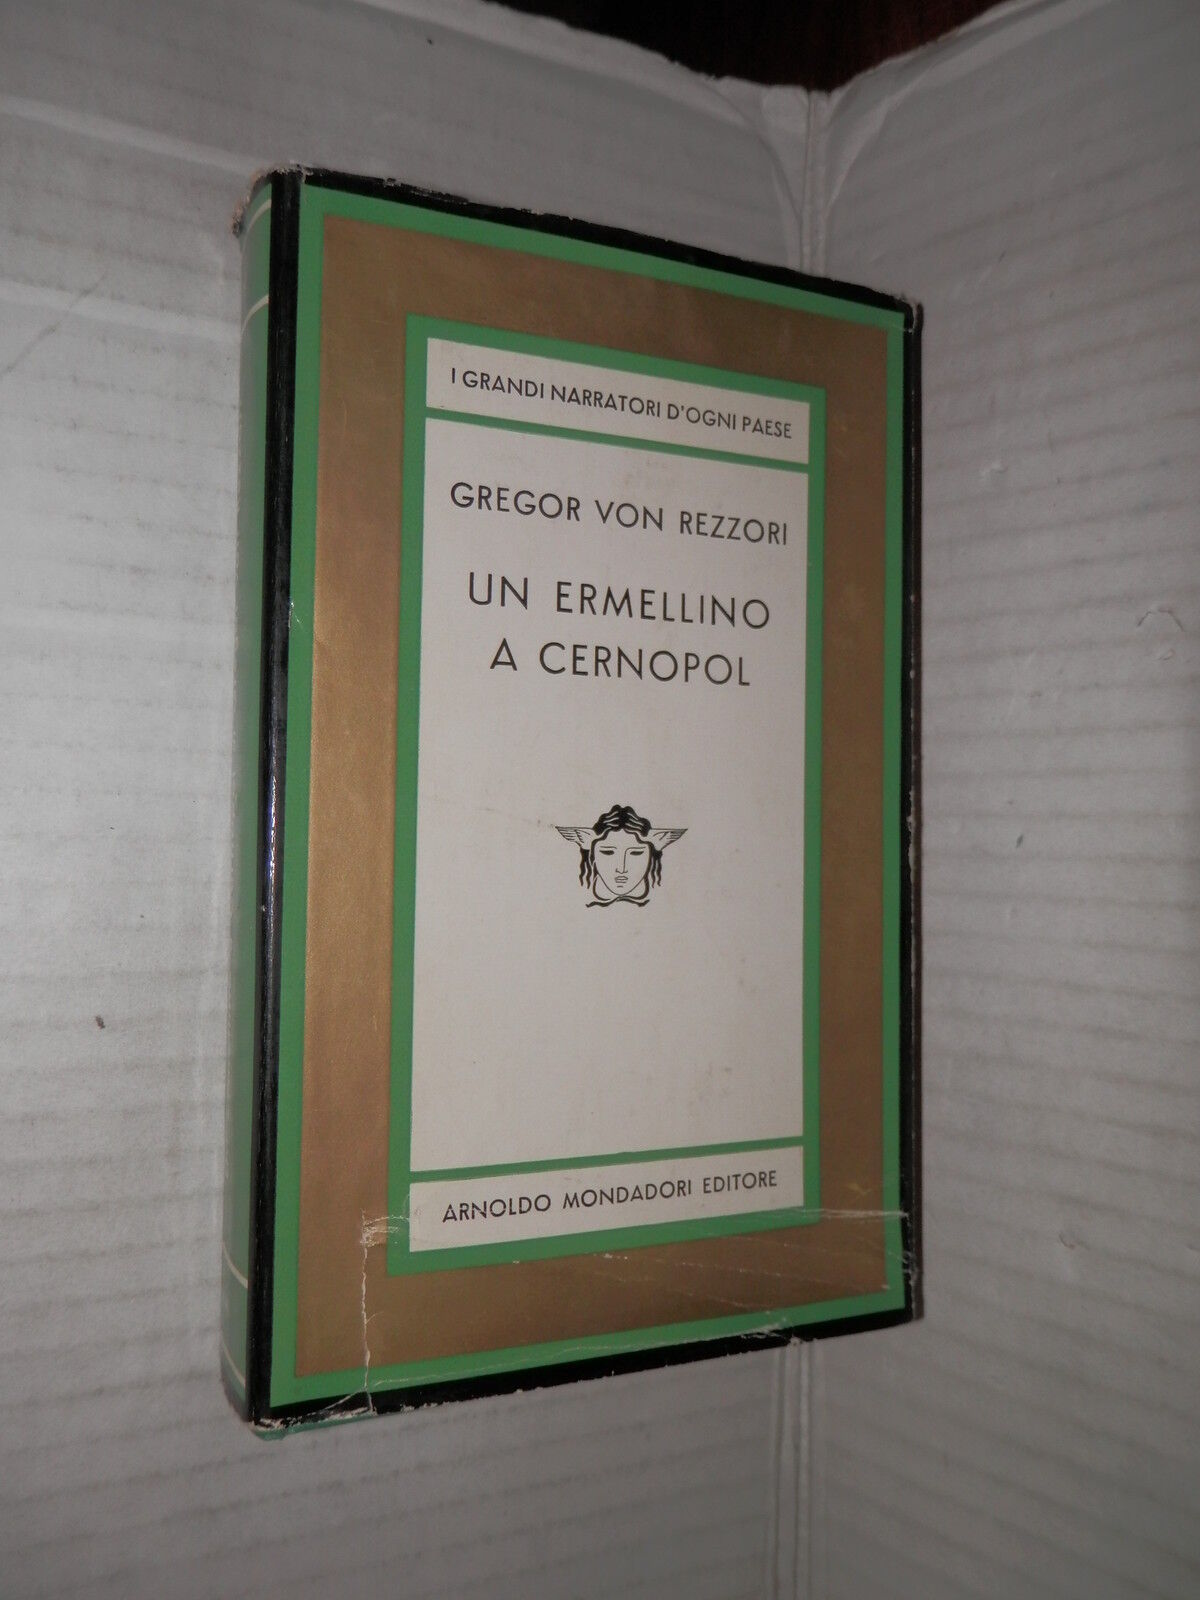 I GRANDI NARRATORI D'OGNI PAESE
GREGOR VON REZZORI
UN ERMELLINO
A CERNOPOL
ARNOLDO MONDADORI EDITORE